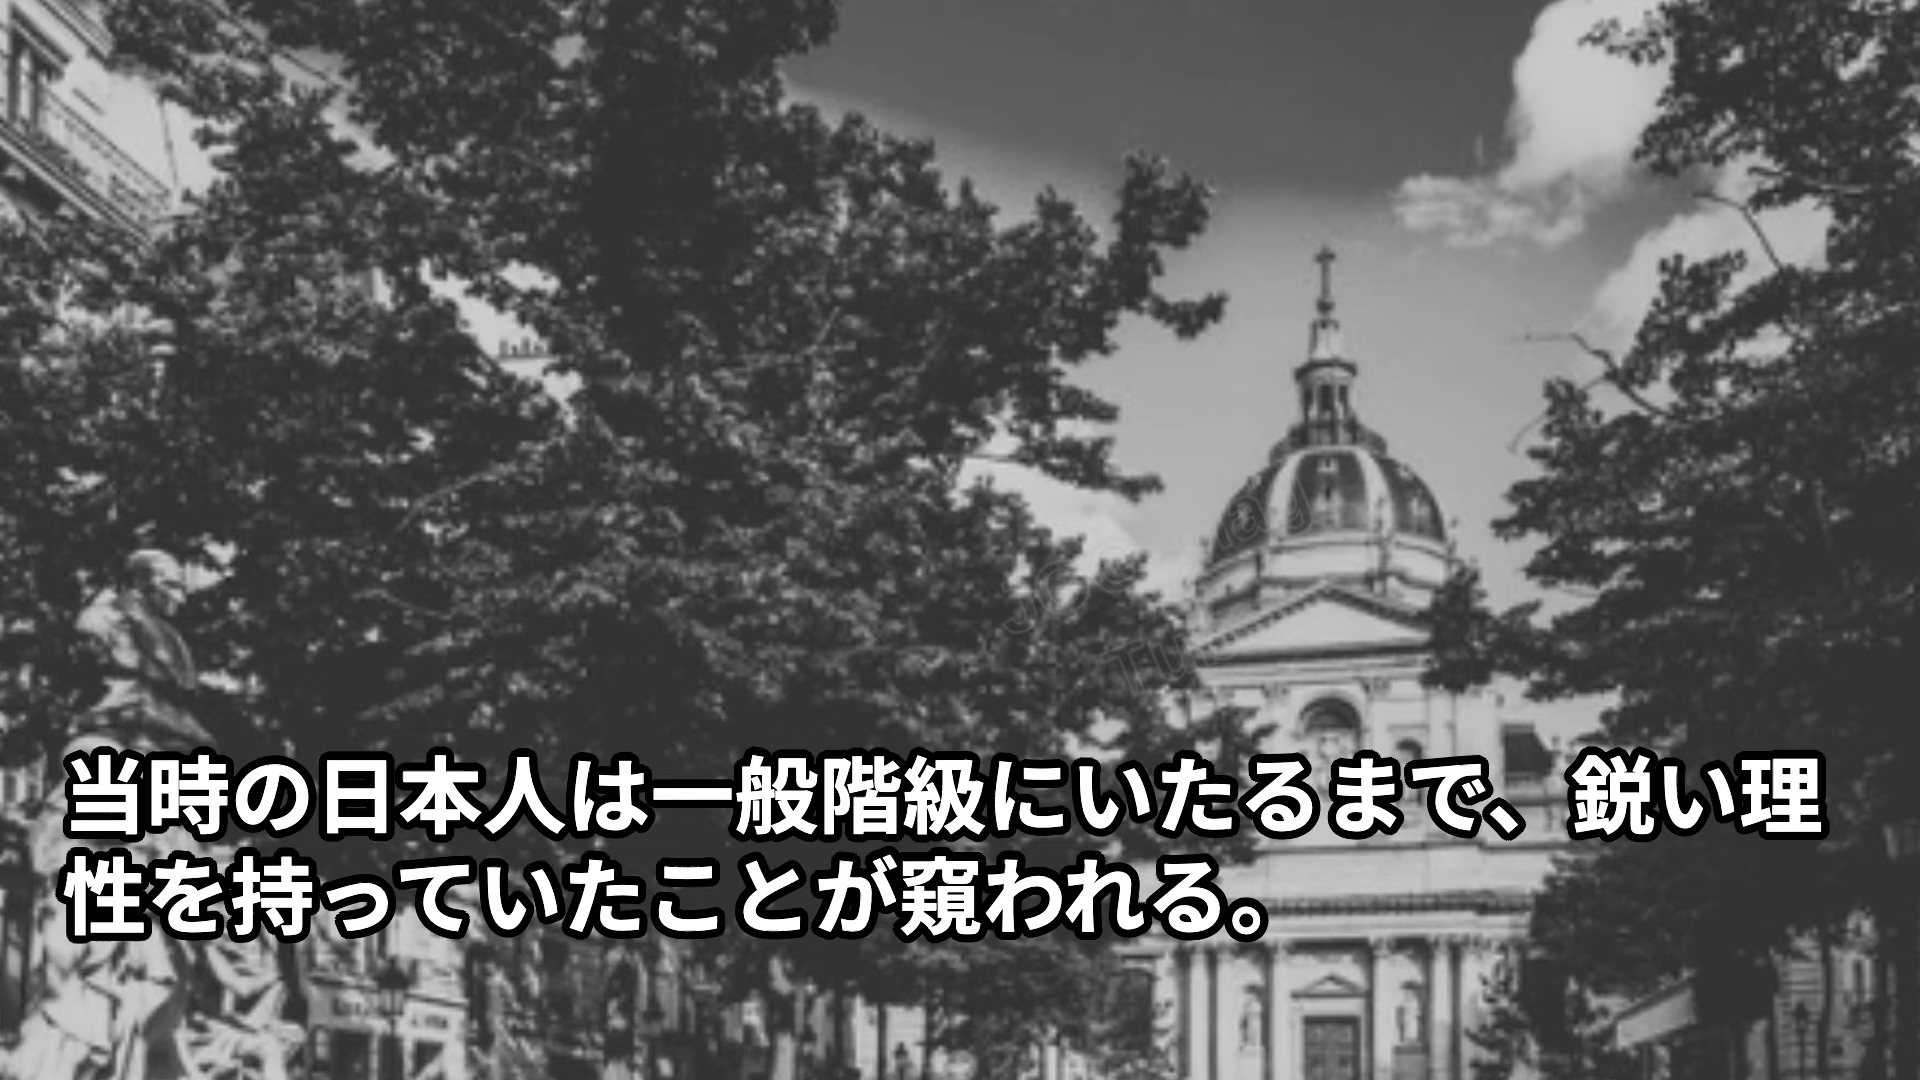 当時の日本人は一般階級にいたるまで、鋭い理
性を持っていたことが窺われる。